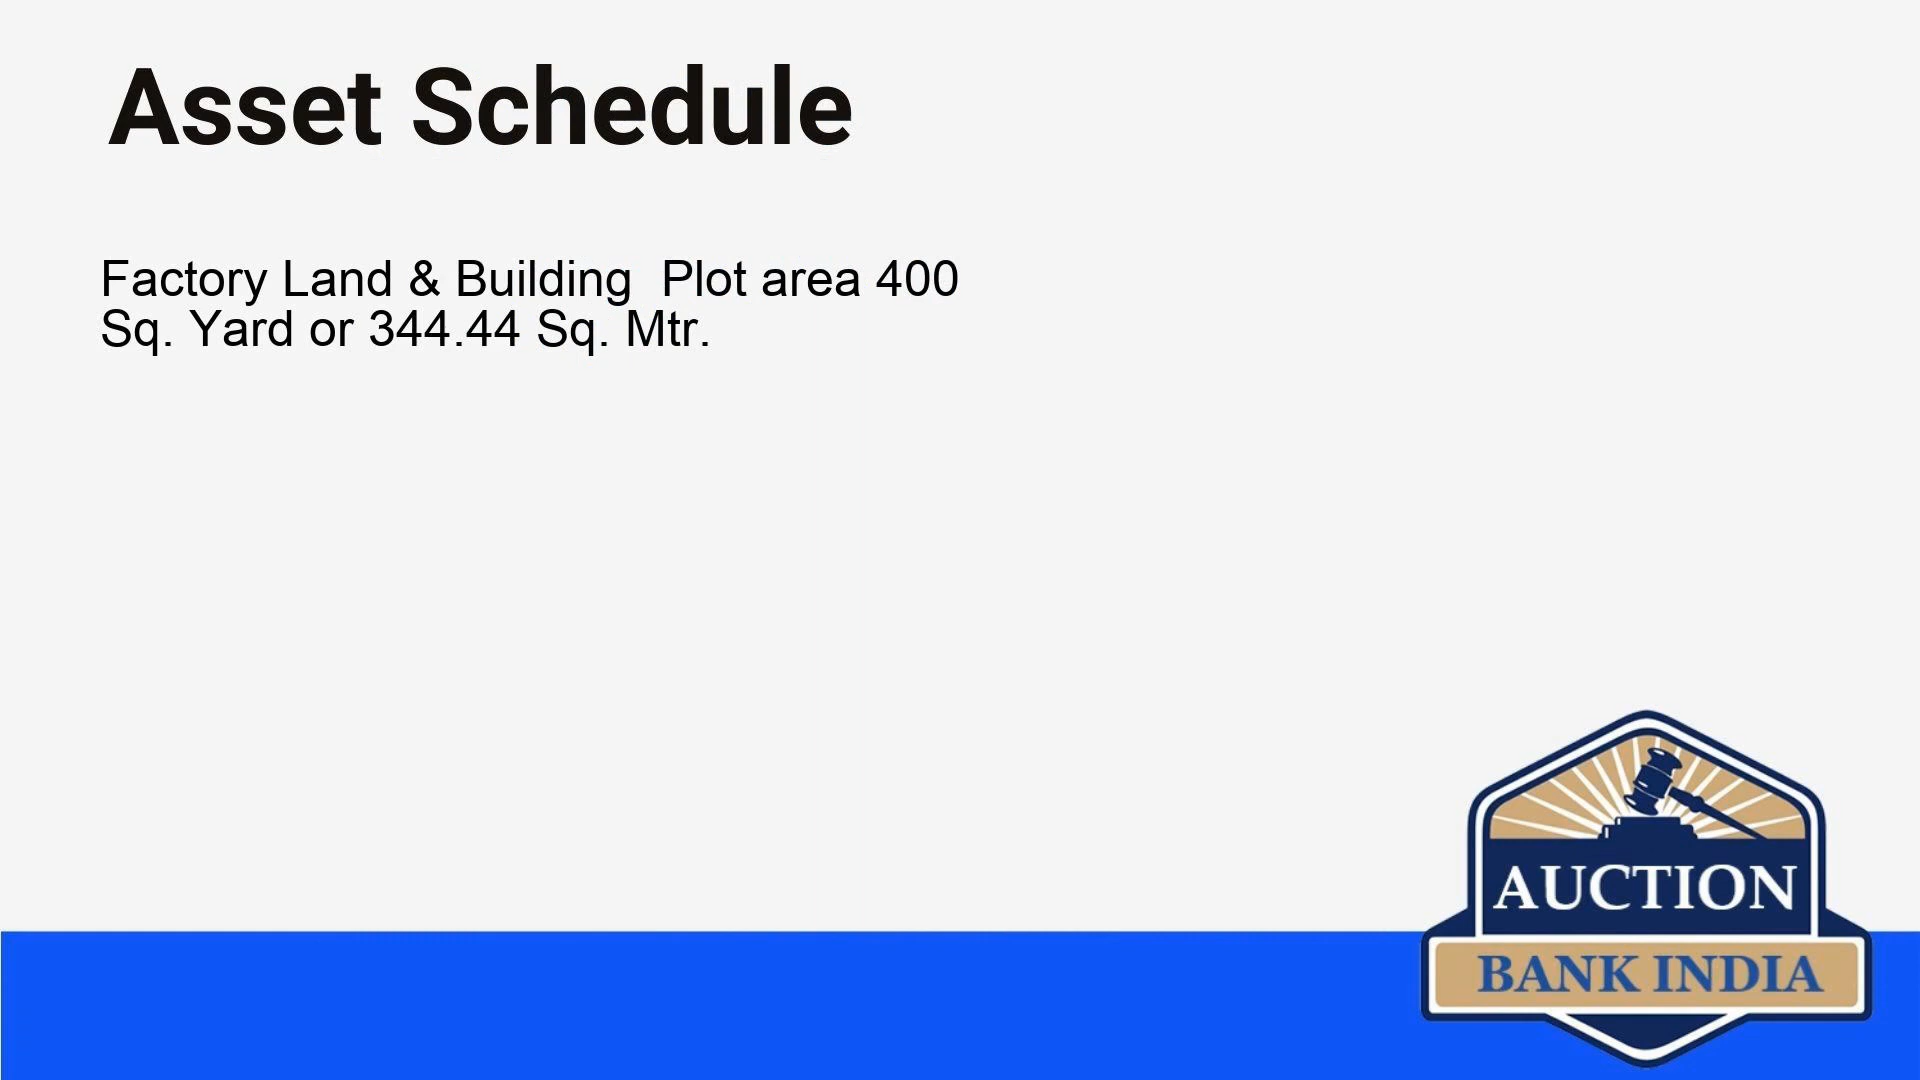 Asset Schedule
Factory Land & Building  Plot area 400
Sq. Yard or 344.44 Sq. Mtr.
AUCTION
BANK INDIA